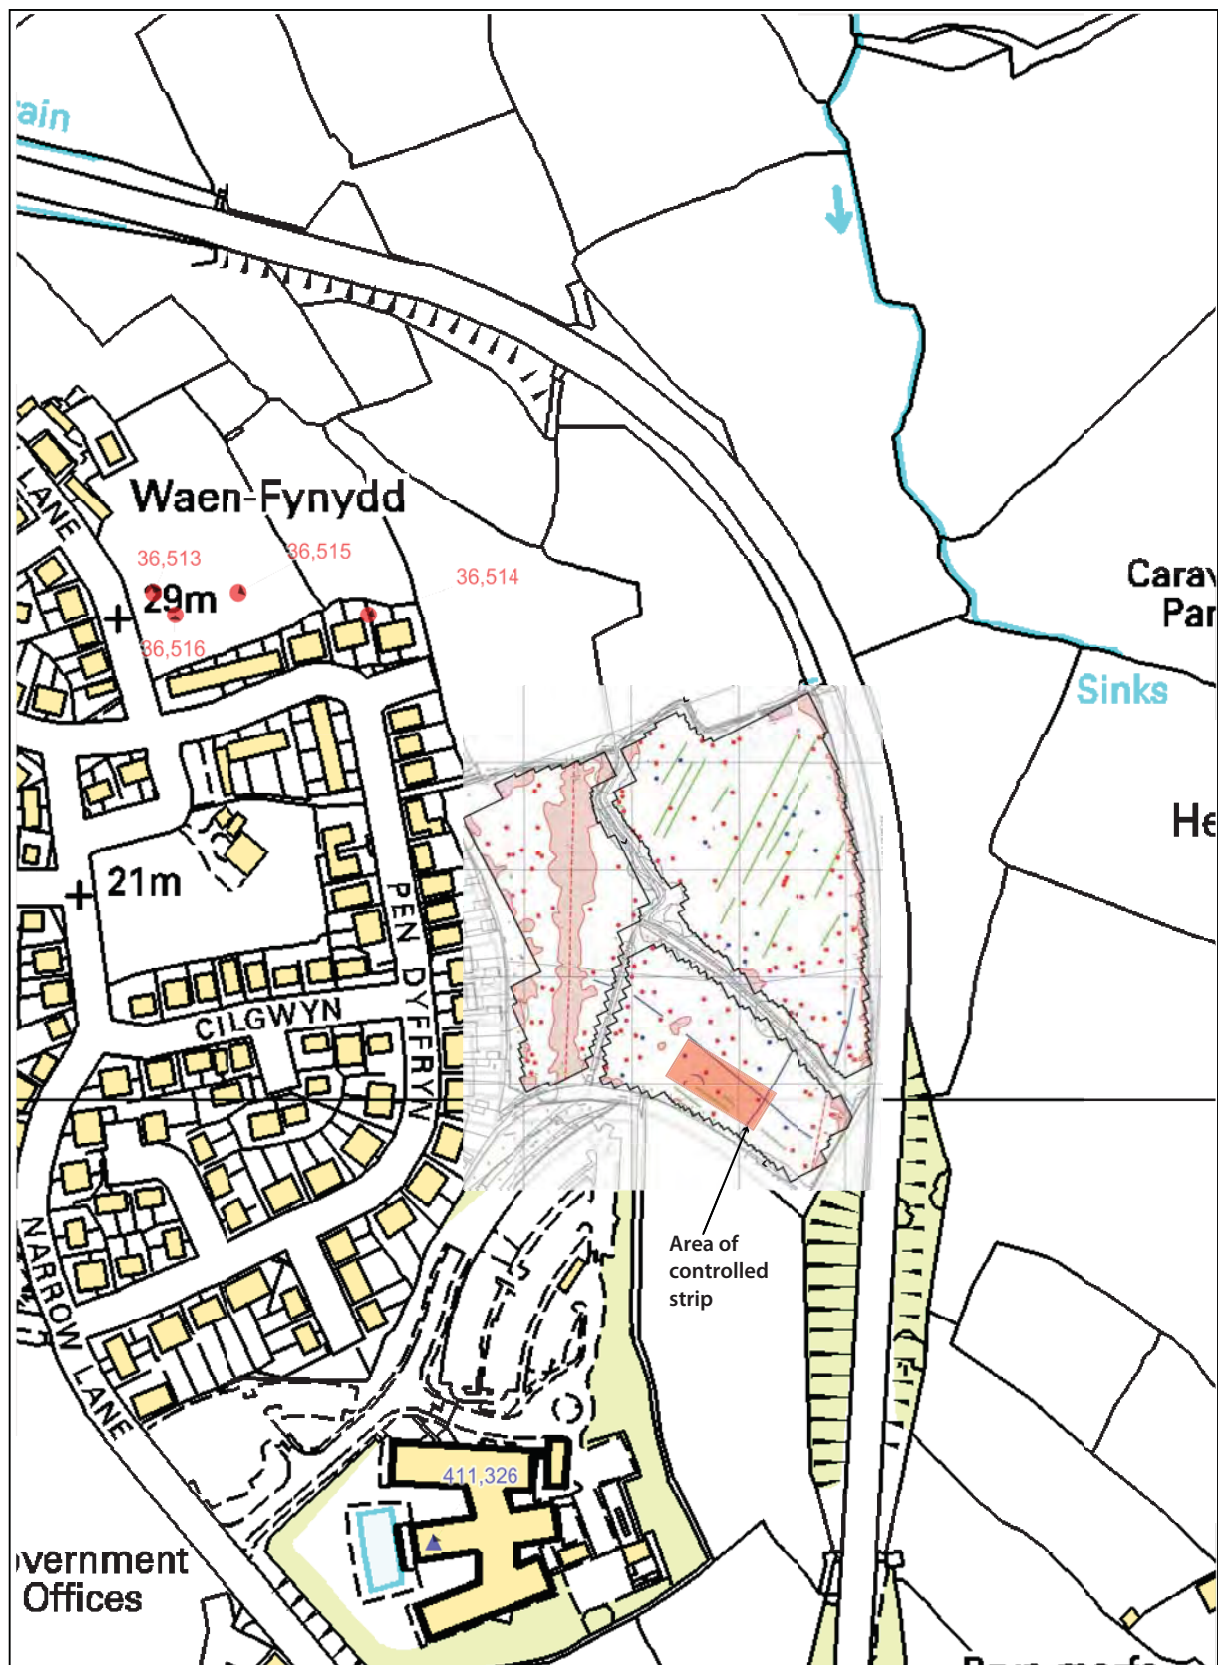 ain
LANE
Waen-Fynydd
36,513
36,515
36,514
29m
36,516
Carav
Par
Sinks
He
21m
PEN DYFFRYN
CILGWYN
NARROW LANE
Area of
controlled
strip
411,326
vernment
Offices